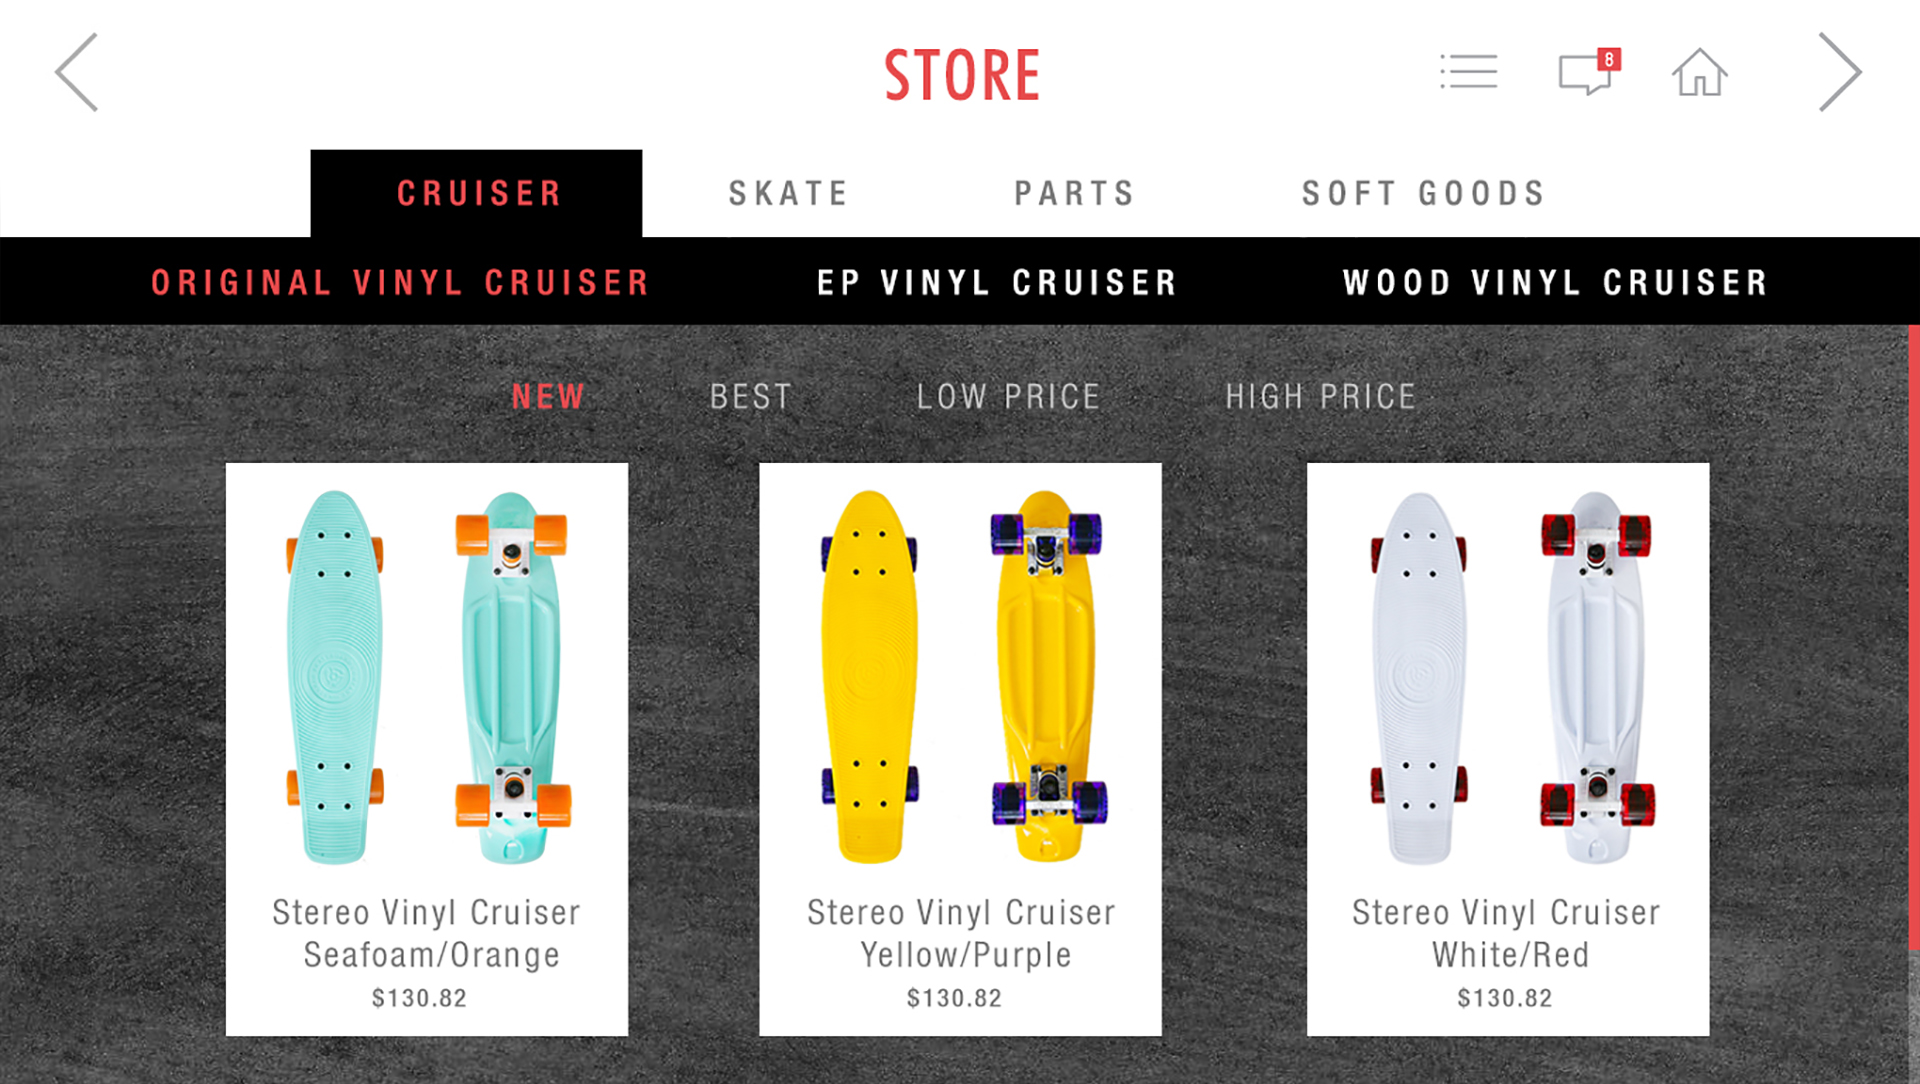 STORE
8
CRUISER
SKATE
PARTS
SOFT GOODS
ORIGINAL VINYL CRUISER
EP VINYL CRUISER
WOOD VINYL CRUISER
NEW
BEST
LOW PRICE
HIGH PRICE
Stereo Vinyl Cruiser
Seafoam/Orange
$130.82
Stereo Vinyl Cruiser
Yellow/Purple
$130.82
Stereo Vinyl Cruiser
White/Red
$130.82